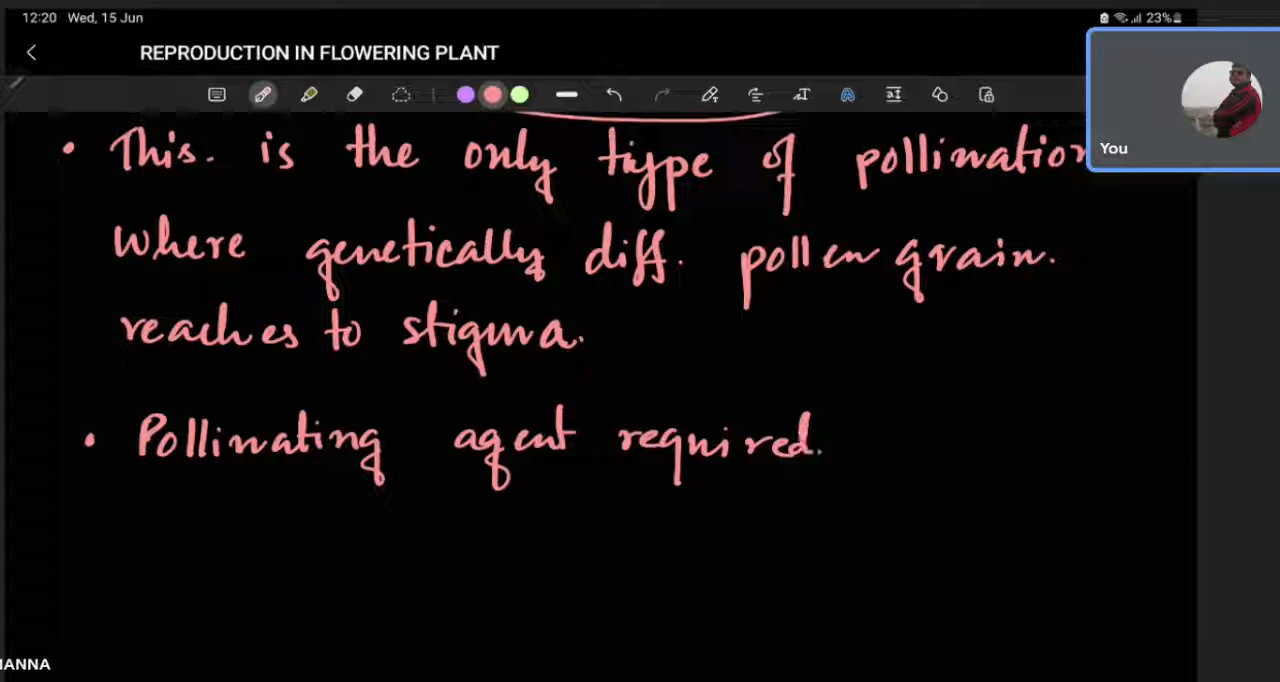 12:20 Wed, 15 Jun
23%
REPRODUCTION IN FLOWERING PLANT
You
• This. is the only type of pollination
where genetically diff. pollen grain.
reaches to stigma.
• Pollinating agent required.
MANNA